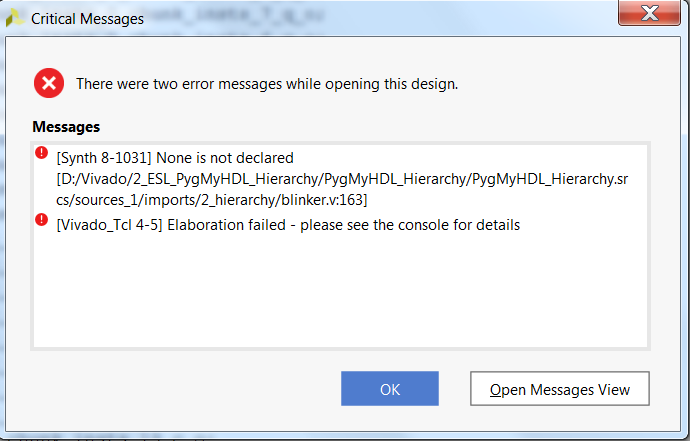 Critical Messages
There were two error messages while opening this design.
Messages
[Synth 8-1031] None is not declared
[D:/Vivado/2_ESL_PygMyHDL_Hierarchy/PygMyHDL_Hierarchy/PygMyHDL_Hierarchy.sr
cs/sources_1/imports/2_hierarchy/blinker.v:163]
[Vivado_Tcl 4-5] Elaboration failed - please see the console for details
OK
Open Messages View